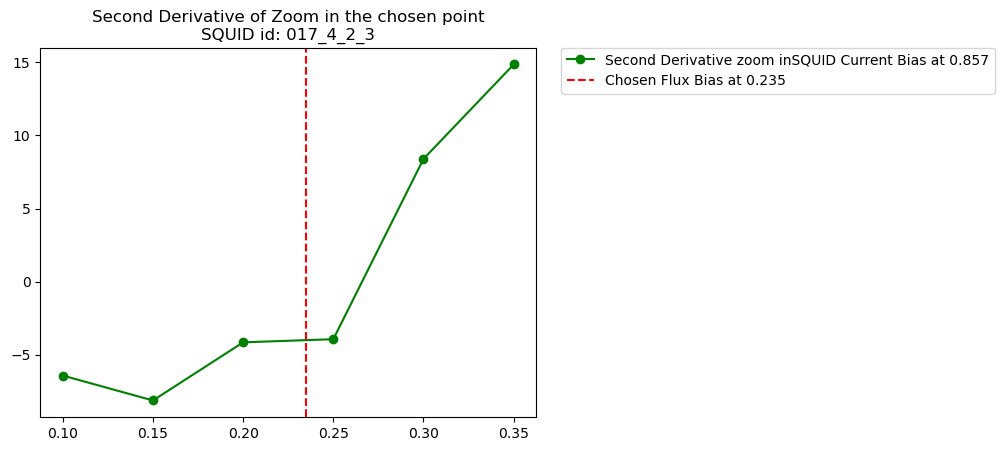 Second Derivative of Zoom in the chosen point
SQUID id: 017_4_2_3
Second Derivative zoom inSQUID Current Bias at 0.857
Chosen Flux Bias at 0.235
15
10
5
0
−5
0.10 0.15 0.20 0.25 0.30 0.35